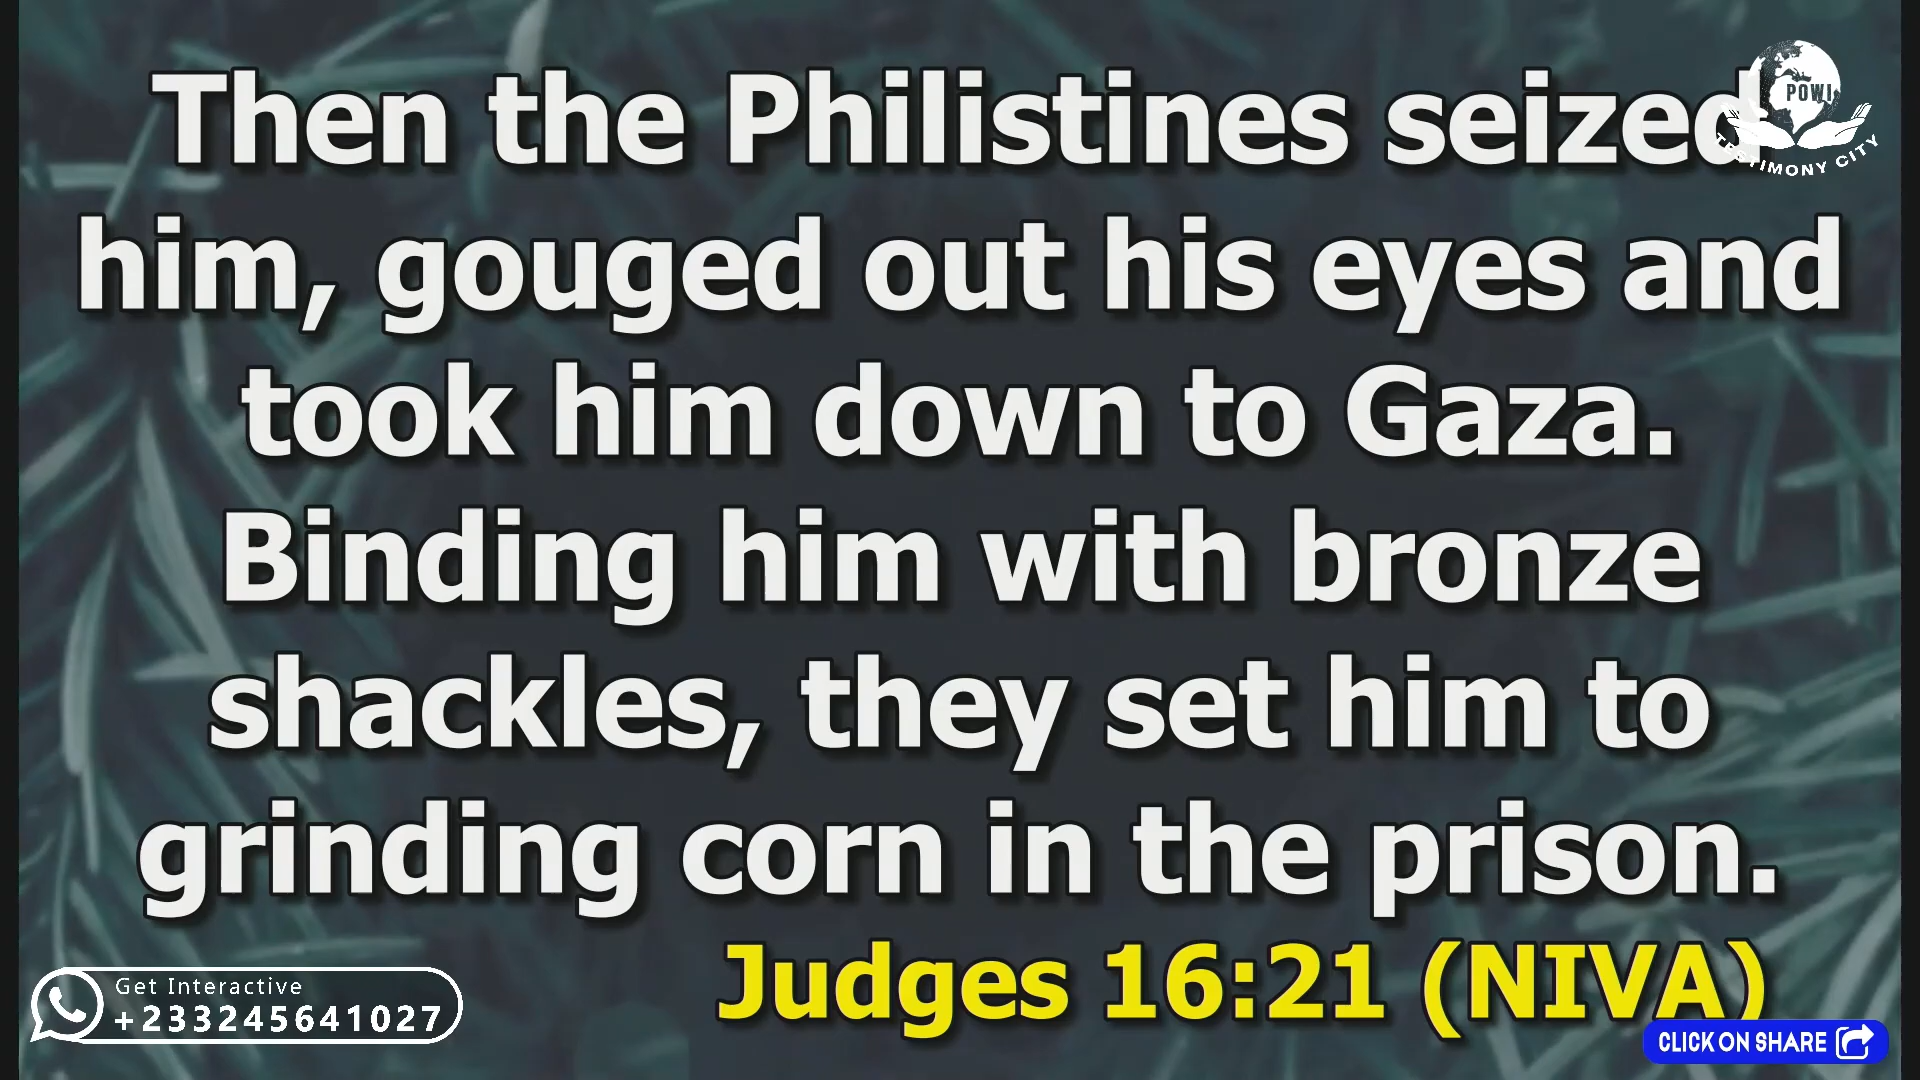 Then the Philistines seized
him, gouged out his eyes and
took him down to Gaza.
Binding him with bronze
shackles, they set him to
grinding corn in the prison.
Judges 16:21 (NIVA)
POWI
TESTIMONY CITY
Get Interactive
+233245641027
CLICK ON SHARE